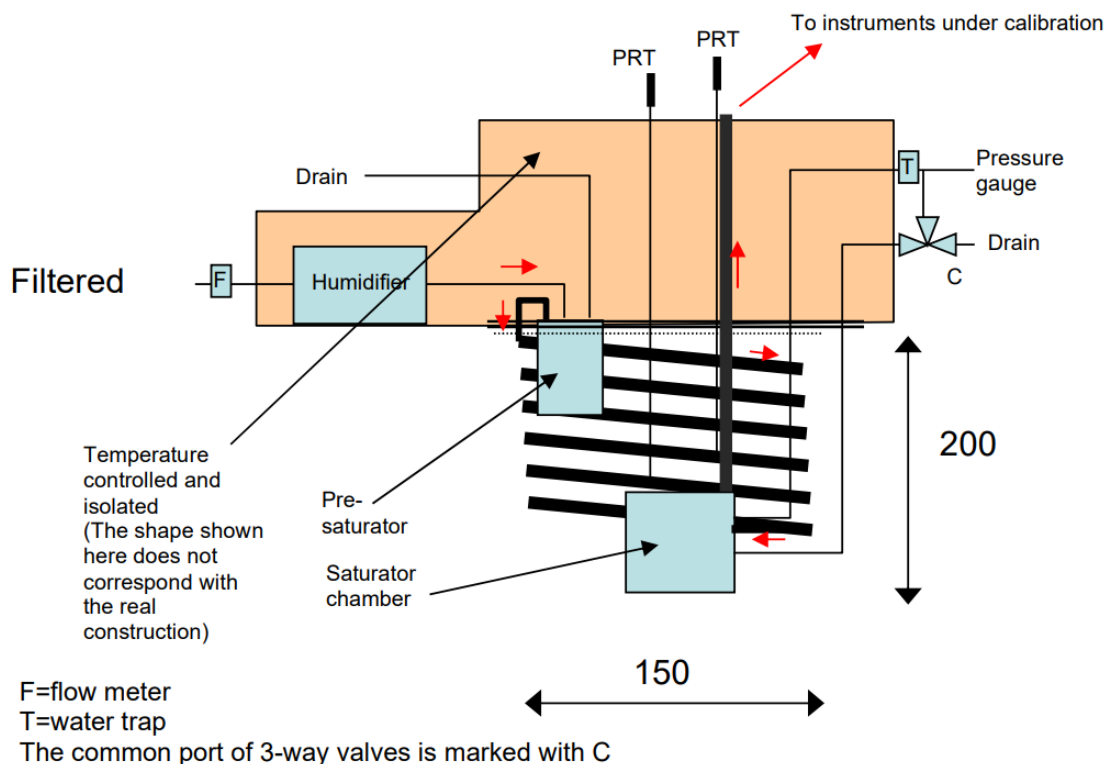 To instruments under calibration
PRT
PRT
Drain
T
Pressure
gauge
Filtered
F
Humidifier
Drain
C
Temperature
controlled and
isolated
(The shape shown
here does not
correspond with
the real
construction)
Pre-
saturator
Saturator
chamber
200
150
F=flow meter
T=water trap
The common port of 3-way valves is marked with C